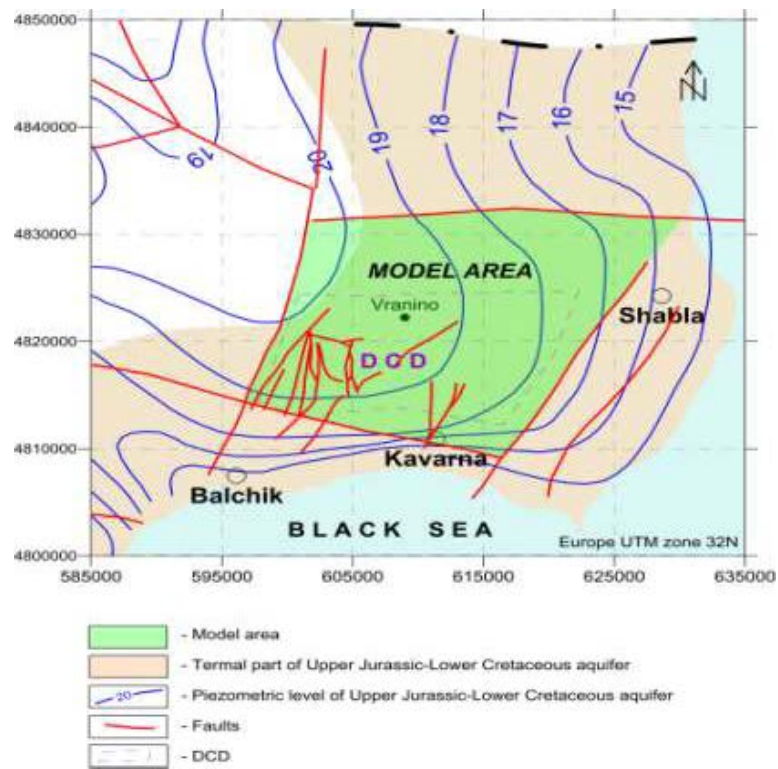 4850000
4840000
4830000
4820000
4810000
4800000
19
20
19
18
17
16
15
N
MODEL AREA
Vranino
DCD
Shabla
Kavarna
Balchik
BLACK SEA
Europe UTM zone 32N
585000 595000 605000 615000 625000 635000
- Model area
- Termal part of Upper Jurassic-Lower Cretaceous aquifer
20 - Piezometric level of Upper Jurassic-Lower Cretaceous aquifer
- Faults
- DCD